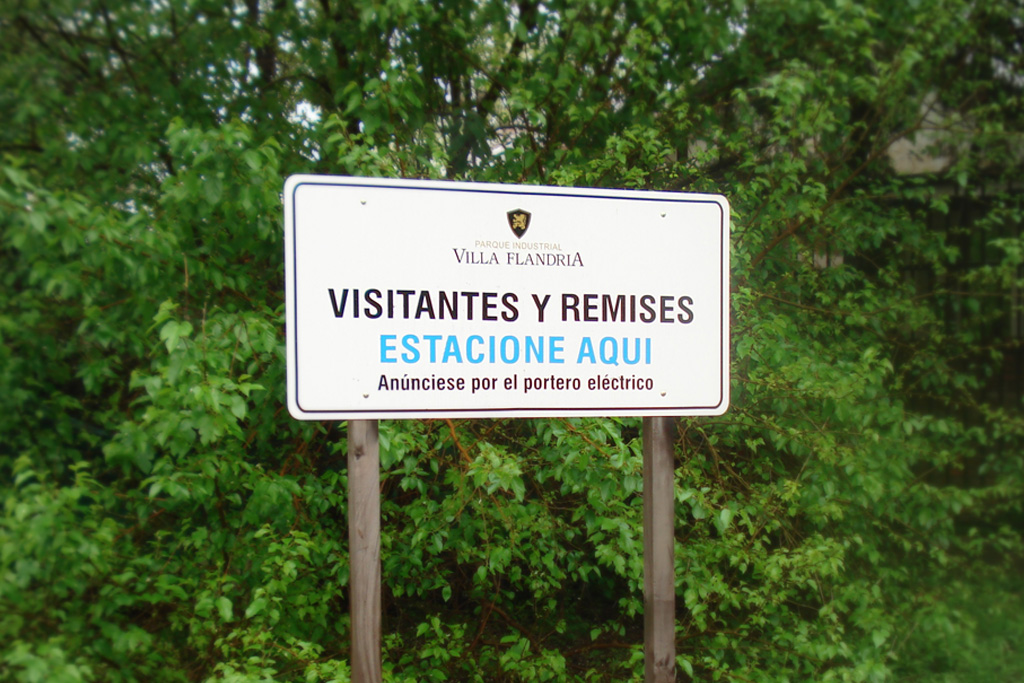 PARQUE INDUSTRIAL
VILLA FLANDRIA
VISITANTES Y REMISES
ESTACIONE AQUI
Anúnciese por el portero eléctrico